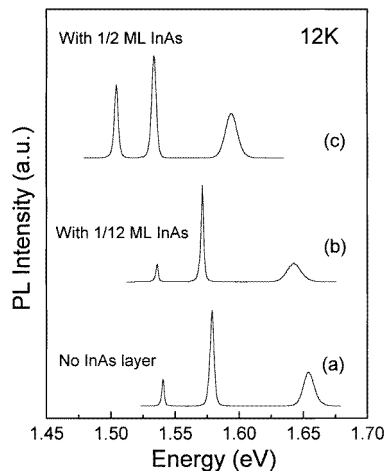 12K
With 1/2 ML InAs
(c)
With 1/12 ML InAs
(b)
No InAs layer
(a)
PL Intensity (a.u.)
1.45 1.50 1.55 1.60 1.65 1.70
Energy (eV)